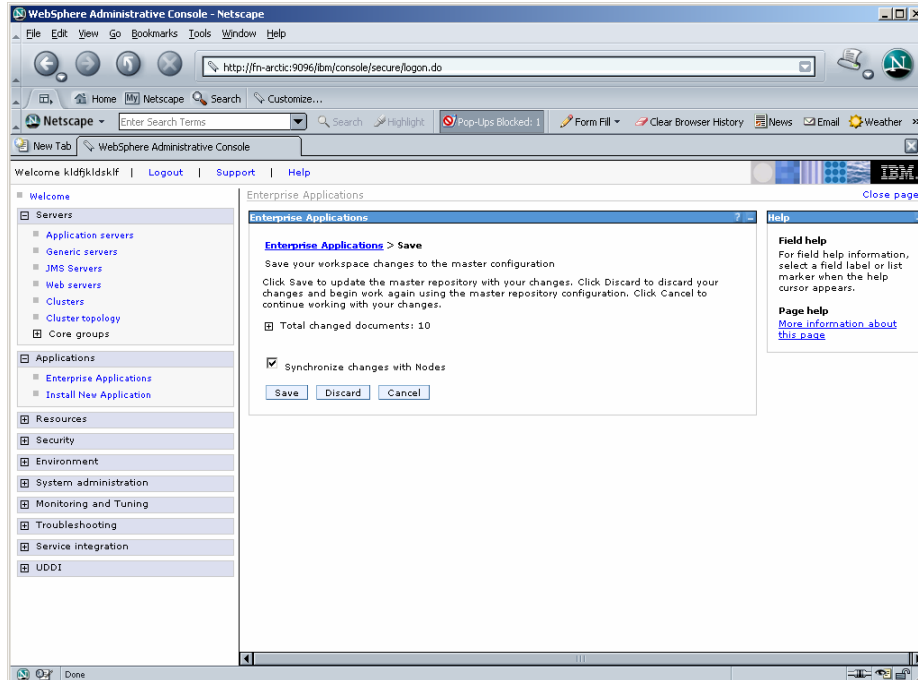 WebSphere Administrative Console - Netscape
File Edit View Go Bookmarks Tools Window Help
http://fn-arctic:9096/ibm/console/secure/logon.do
Home My Netscape Search Customize...
Netscape Enter Search Terms Search Highlight Pop-Ups Blocked: 1 Form Fill Clear Browser History News Email Weather »
New Tab WebSphere Administrative Console
Welcome kldfjkldsklf | Logout | Support | Help IBM.
Welcome
Servers
Application servers
Generic servers
JMS Servers
Web servers
Clusters
Cluster topology
Core groups
Applications
Enterprise Applications
Install New Application
Resources
Security
Environment
System administration
Monitoring and Tuning
Troubleshooting
Service integration
UDDI
Enterprise Applications Close page
Enterprise Applications ? _
Enterprise Applications > Save
Save your workspace changes to the master configuration
Click Save to update the master repository with your changes. Click Discard to discard your
changes and begin work again using the master repository configuration. Click Cancel to
continue working with your changes.
Total changed documents: 10
Synchronize changes with Nodes
Save Discard Cancel
Help
Field help
For field help information,
select a field label or list
marker when the help
cursor appears.
Page help
More information about
this page
Done